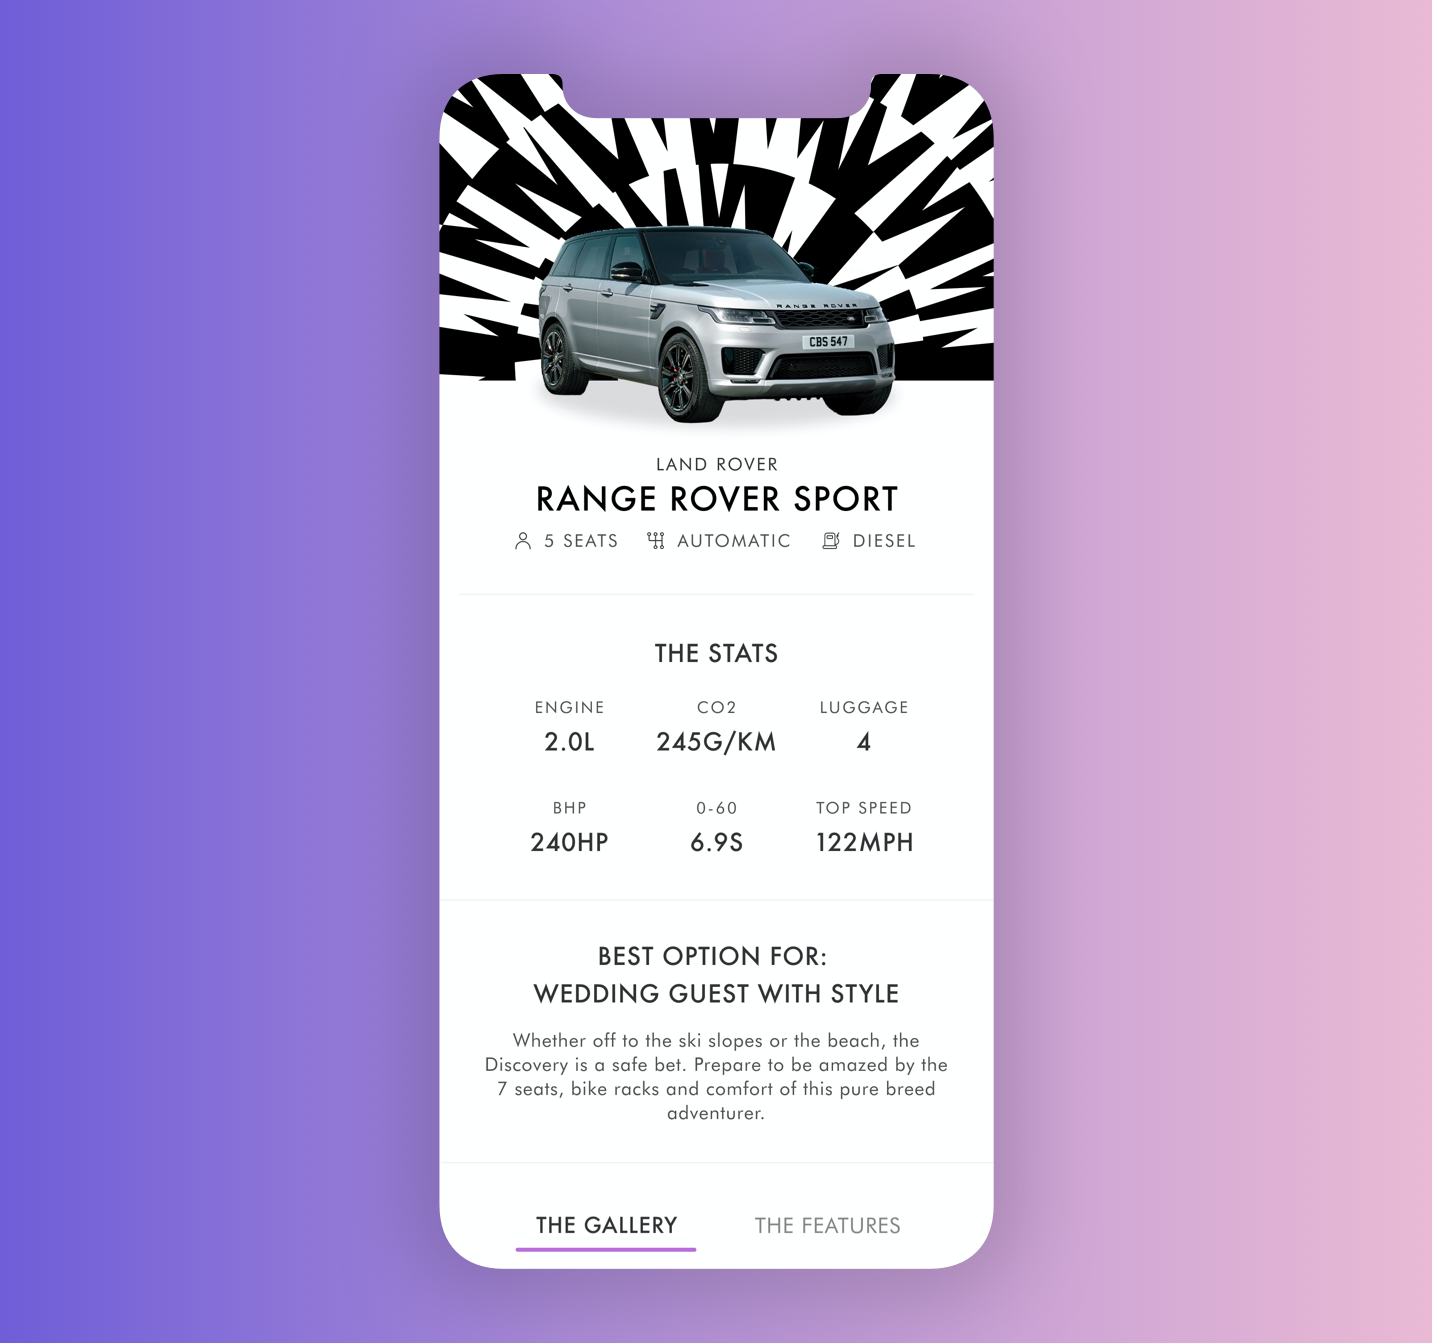 RANGE ROVER
CBS 547
LAND ROVER
RANGE ROVER SPORT
5 SEATS AUTOMATIC DIESEL
THE STATS
ENGINE CO2 LUGGAGE
2.0L 245G/KM 4
BHP 0-60 TOP SPEED
240HP 6.9S 122MPH
BEST OPTION FOR:
WEDDING GUEST WITH STYLE
Whether off to the ski slopes or the beach, the
Discovery is a safe bet. Prepare to be amazed by the
7 seats, bike racks and comfort of this pure breed
adventurer.
THE GALLERY THE FEATURES